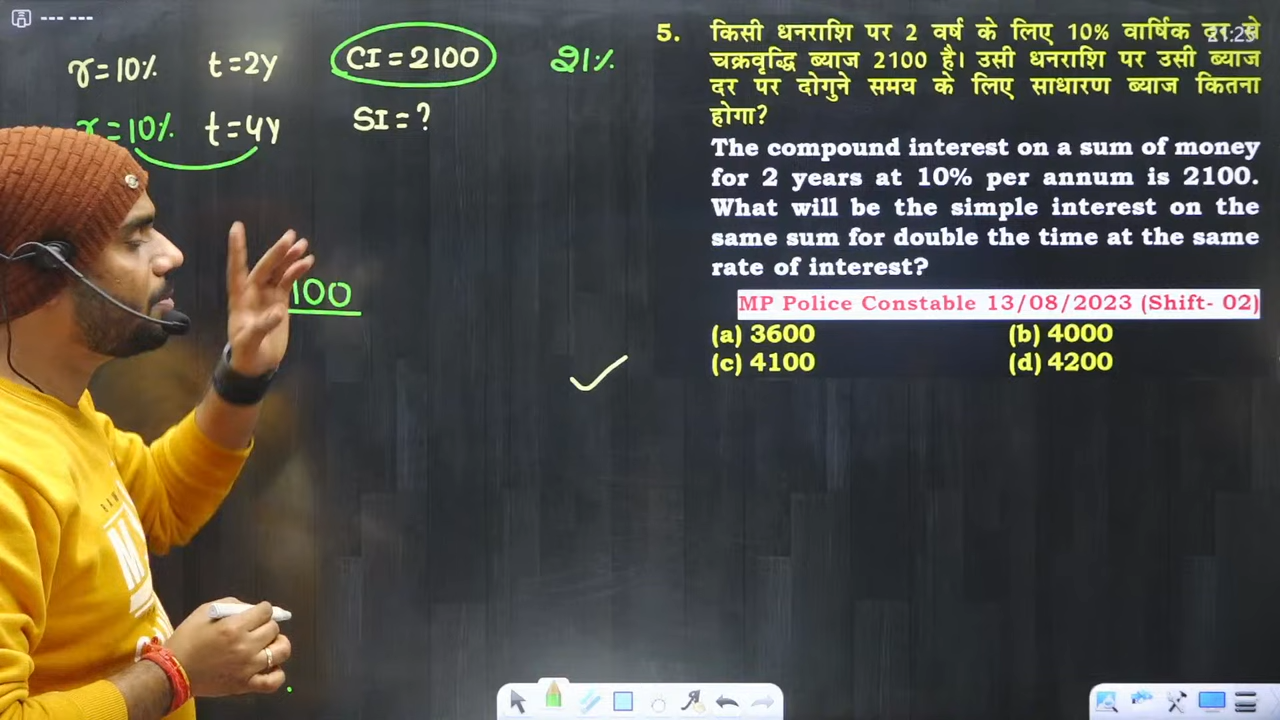 r=10% t=2y CI=2100 21%
r=10% t=4y SI=?
100
5. किसी धनराशि पर 2 वर्ष के लिए 10% वार्षिक दर से
चक्रवृद्धि ब्याज 2100 है। उसी धनराशि पर उसी ब्याज
दर पर दोगुने समय के लिए साधारण ब्याज कितना
होगा?
The compound interest on a sum of money
for 2 years at 10% per annum is 2100.
What will be the simple interest on the
same sum for double the time at the same
rate of interest?
MP Police Constable 13/08/2023 (Shift- 02)
(a) 3600 (b) 4000
(c) 4100 (d) 4200